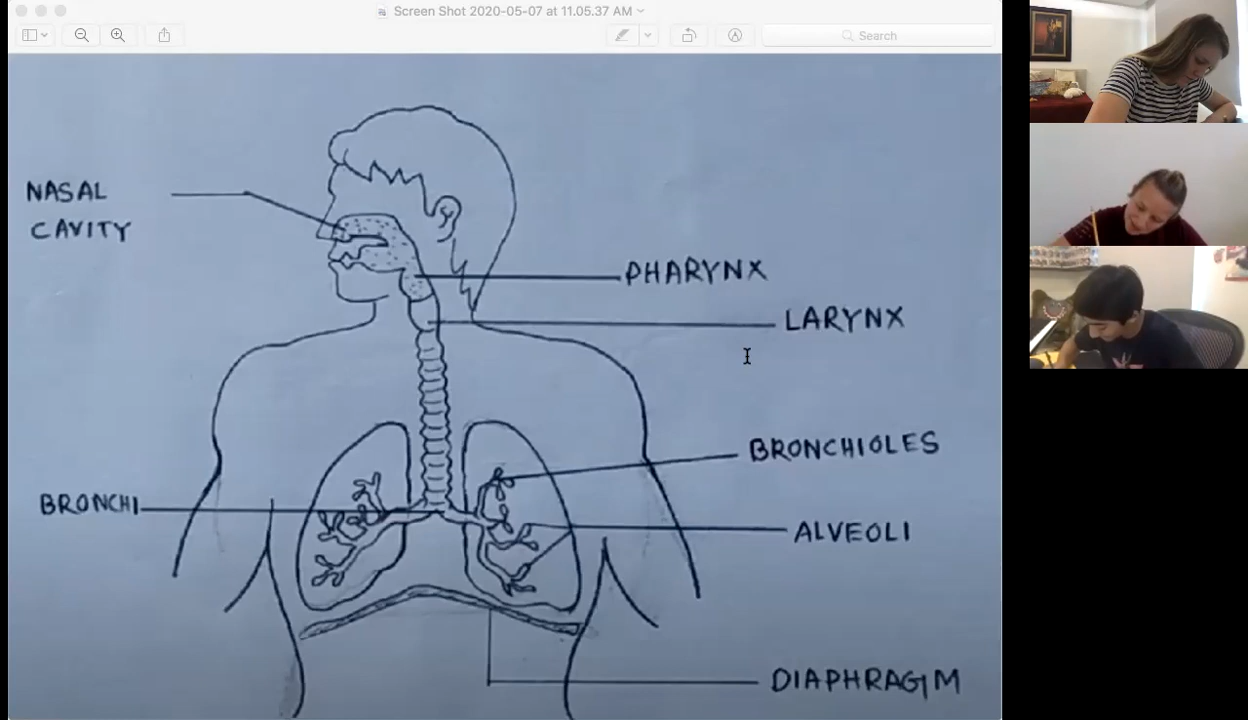 Screen Shot 2020-05-07 at 11.05.37 AM
Search
NASAL
CAVITY
PHARYNX
LARYNX
BRONCHIOLES
BRONCHI
ALVEOLI
DIAPHRAGM